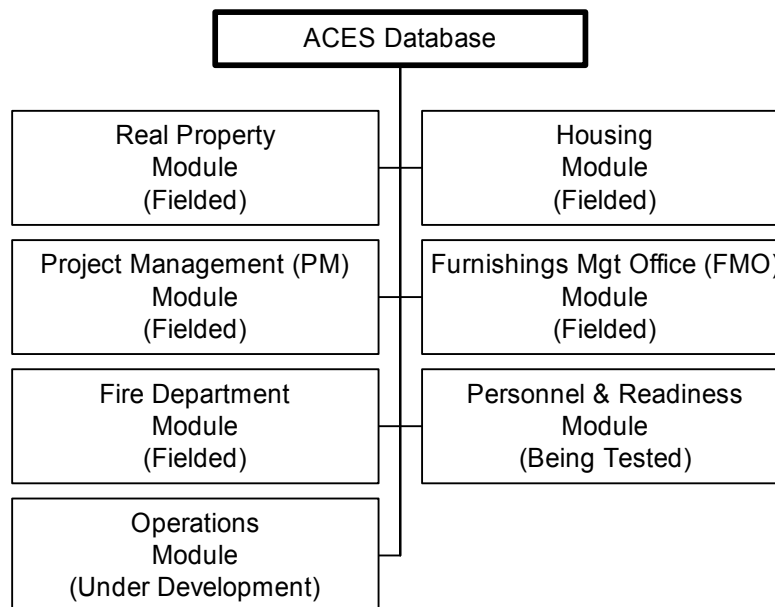 ACES Database
Real Property
Module
(Fielded)
Housing
Module
(Fielded)
Project Management (PM)
Module
(Fielded)
Furnishings Mgt Office (FMO)
Module
(Fielded)
Fire Department
Module
(Fielded)
Personnel & Readiness
Module
(Being Tested)
Operations
Module
(Under Development)